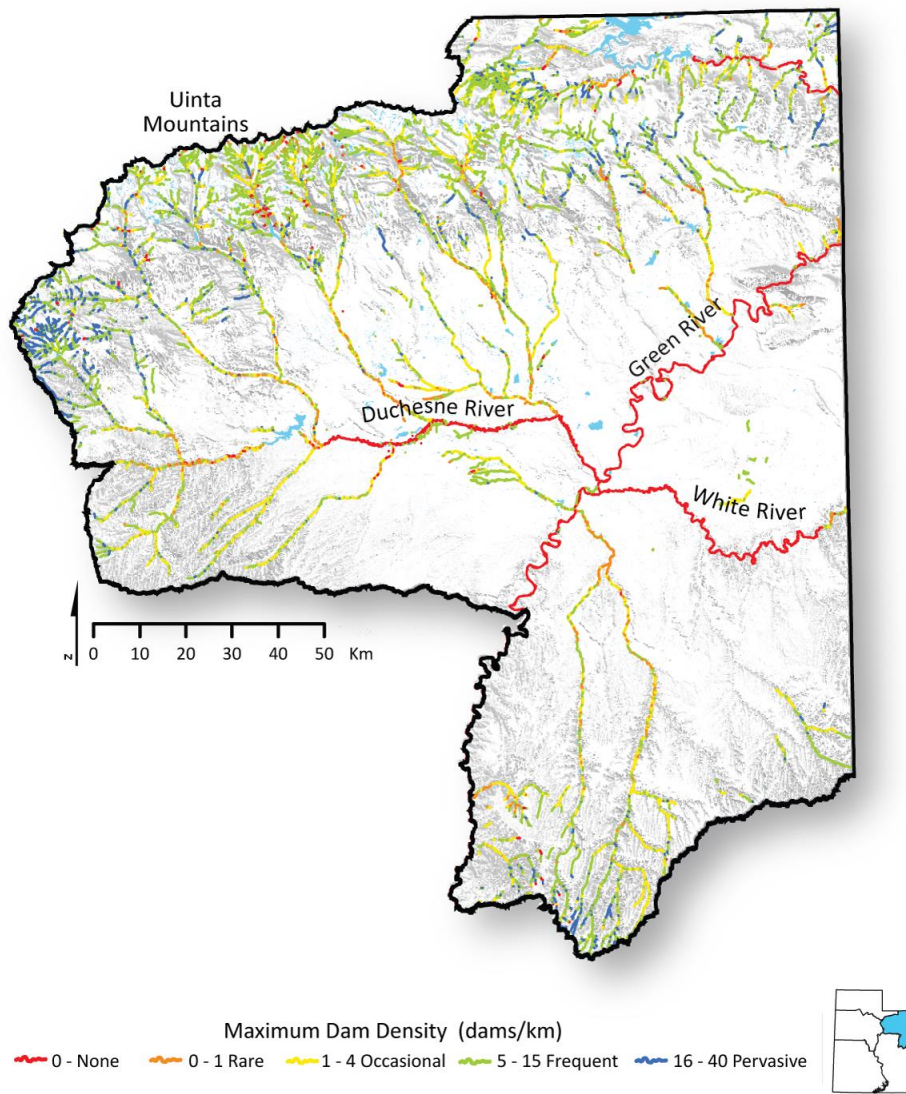 Uinta
Mountains
Green River
Duchesne River
White River
N
0 10 20 30 40 50 Km
Maximum Dam Density (dams/km)
0 - None
0 - 1 Rare
1 - 4 Occasional
5 - 15 Frequent
16 - 40 Pervasive